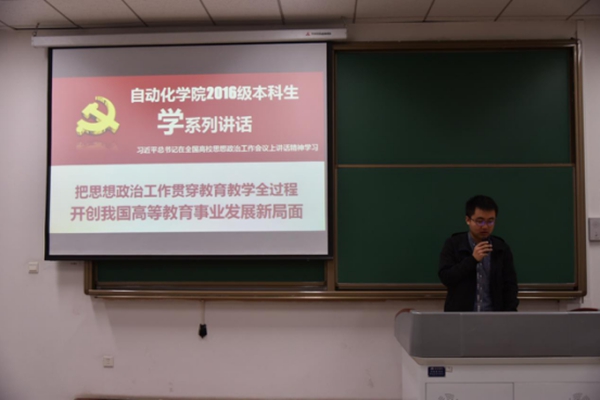 自动化学院2016级本科生
学系列讲话
习近平总书记在全国高校思想政治工作会议上讲话精神学习
把思想政治工作贯穿教育教学全过程
开创我国高等教育事业发展新局面